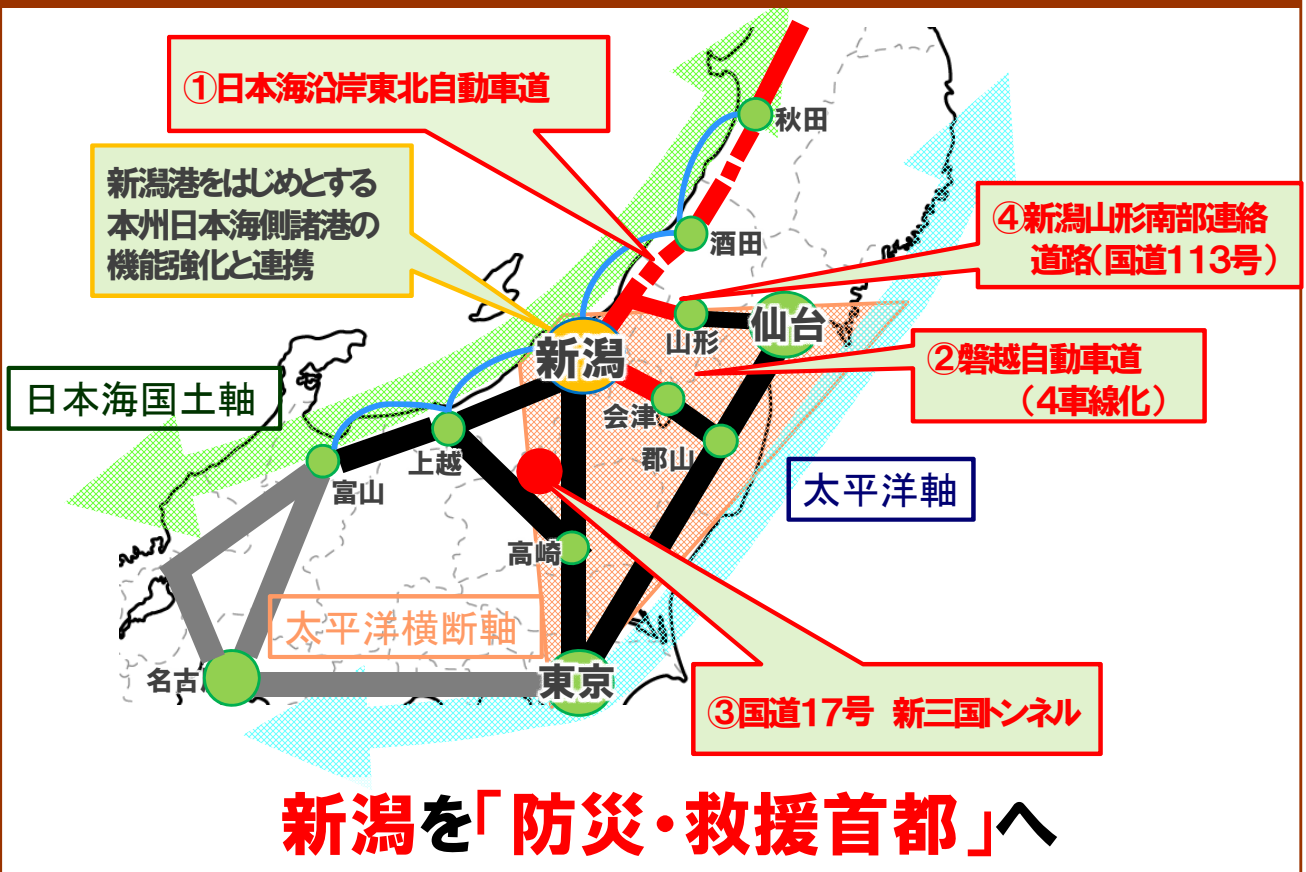 ①日本海沿岸東北自動車道
秋田
新潟港をはじめとする
本州日本海側諸港の
機能強化と連携
④新潟山形南部連絡
道路(国道113号)
酒田
仙台
山形
新潟
②磐越自動車道
(4車線化)
日本海国土軸
会津
上越
郡山
富山
太平洋軸
高崎
太平洋横断軸
名古
東京
③国道17号 新三国トンネル
新潟を「防災・救援首都」へ